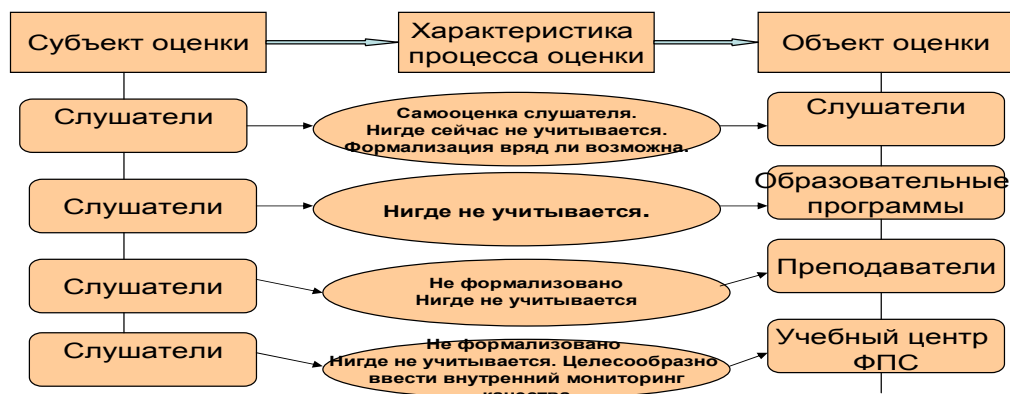 Субъект оценки
Характеристика
процесса оценки
Объект оценки
Слушатели
Самооценка слушателя.
Нигде сейчас не учитывается.
Формализация вряд ли возможна.
Слушатели
Слушатели
Нигде не учитывается.
Образовательные
программы
Слушатели
Не формализовано
Нигде не учитывается
Преподаватели
Слушатели
Не формализовано
Нигде не учитывается. Целесообразно
ввести внутренний мониторинг
качества
Учебный центр
ФПС